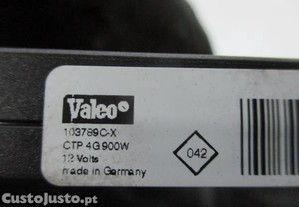 Valeo
103789C-X
CTP 4G 900W
12 Volts
made in Germany
042
CustoJusto.pt